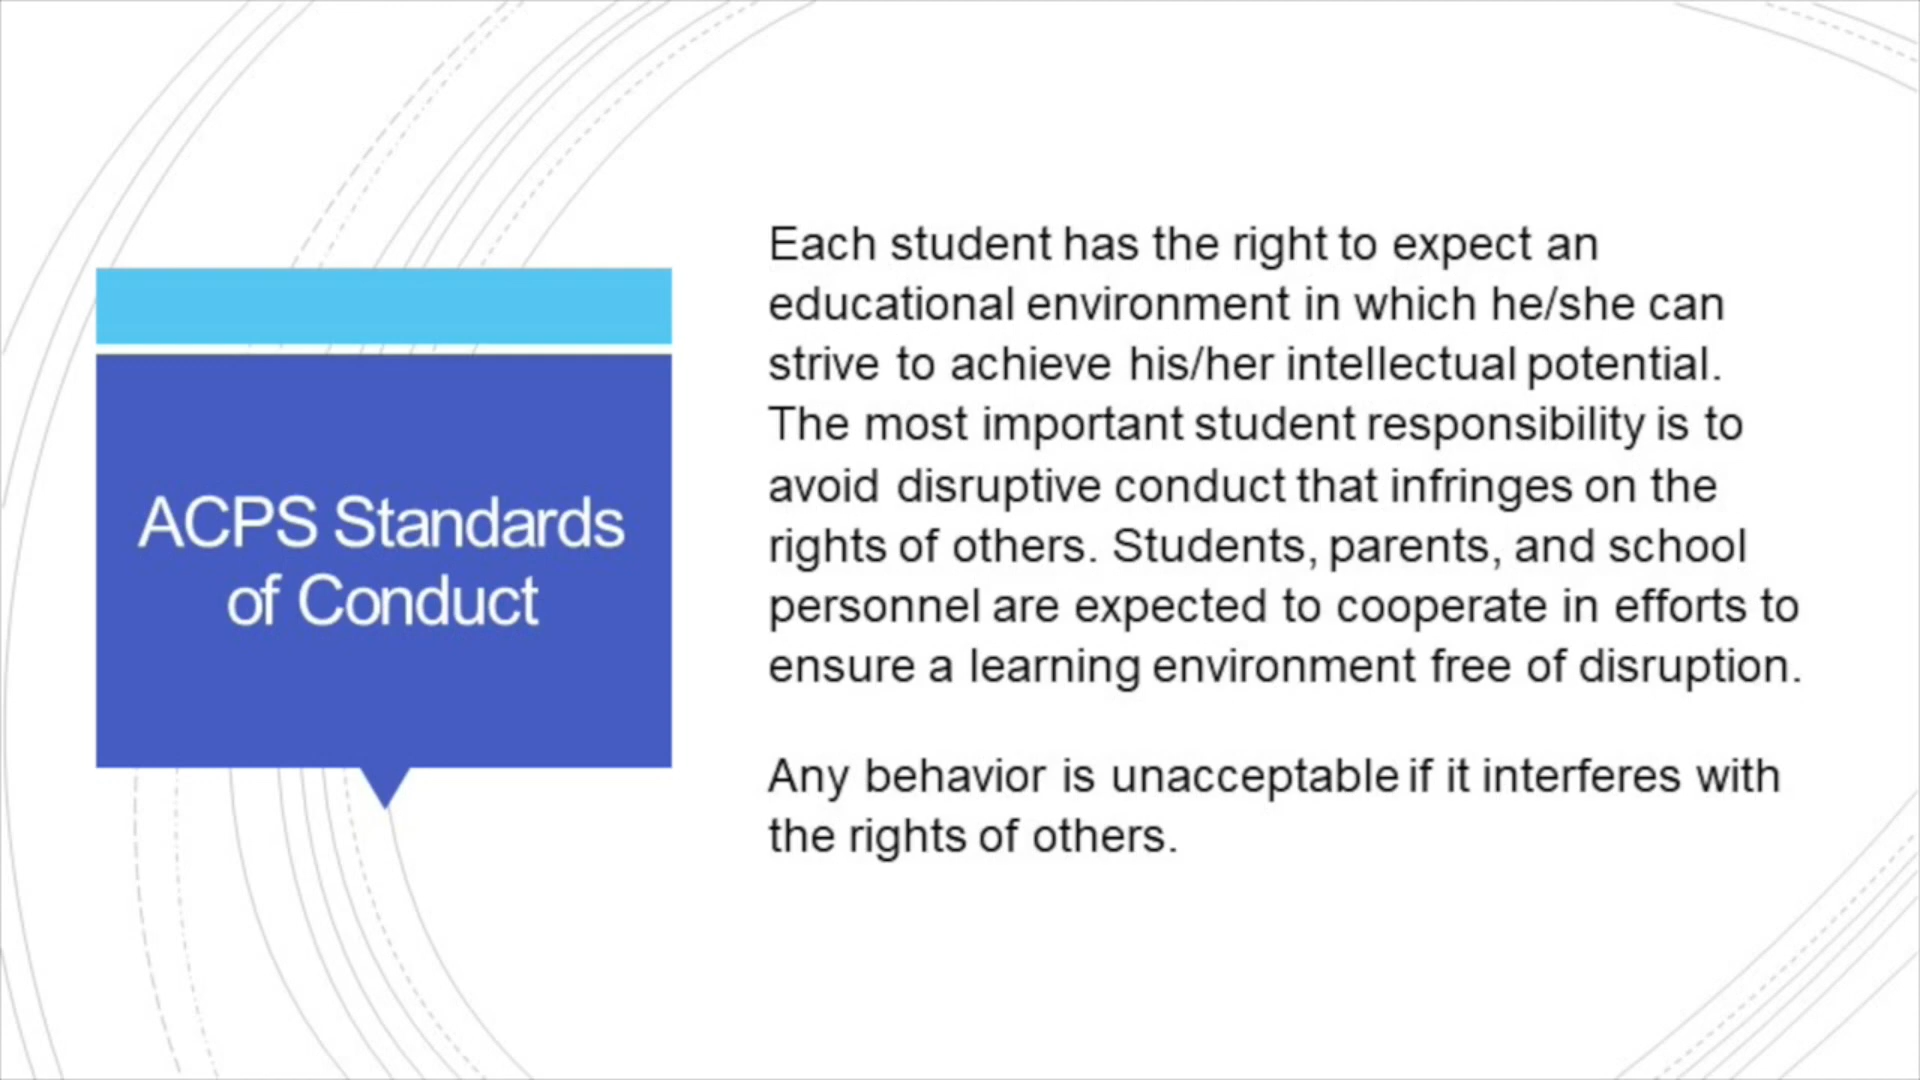 ACPS Standards
of Conduct
Each student has the right to expect an
educational environment in which he/she can
strive to achieve his/her intellectual potential.
The most important student responsibility is to
avoid disruptive conduct that infringes on the
rights of others. Students, parents, and school
personnel are expected to cooperate in efforts to
ensure a learning environment free of disruption.
Any behavior is unacceptable if it interferes with
the rights of others.